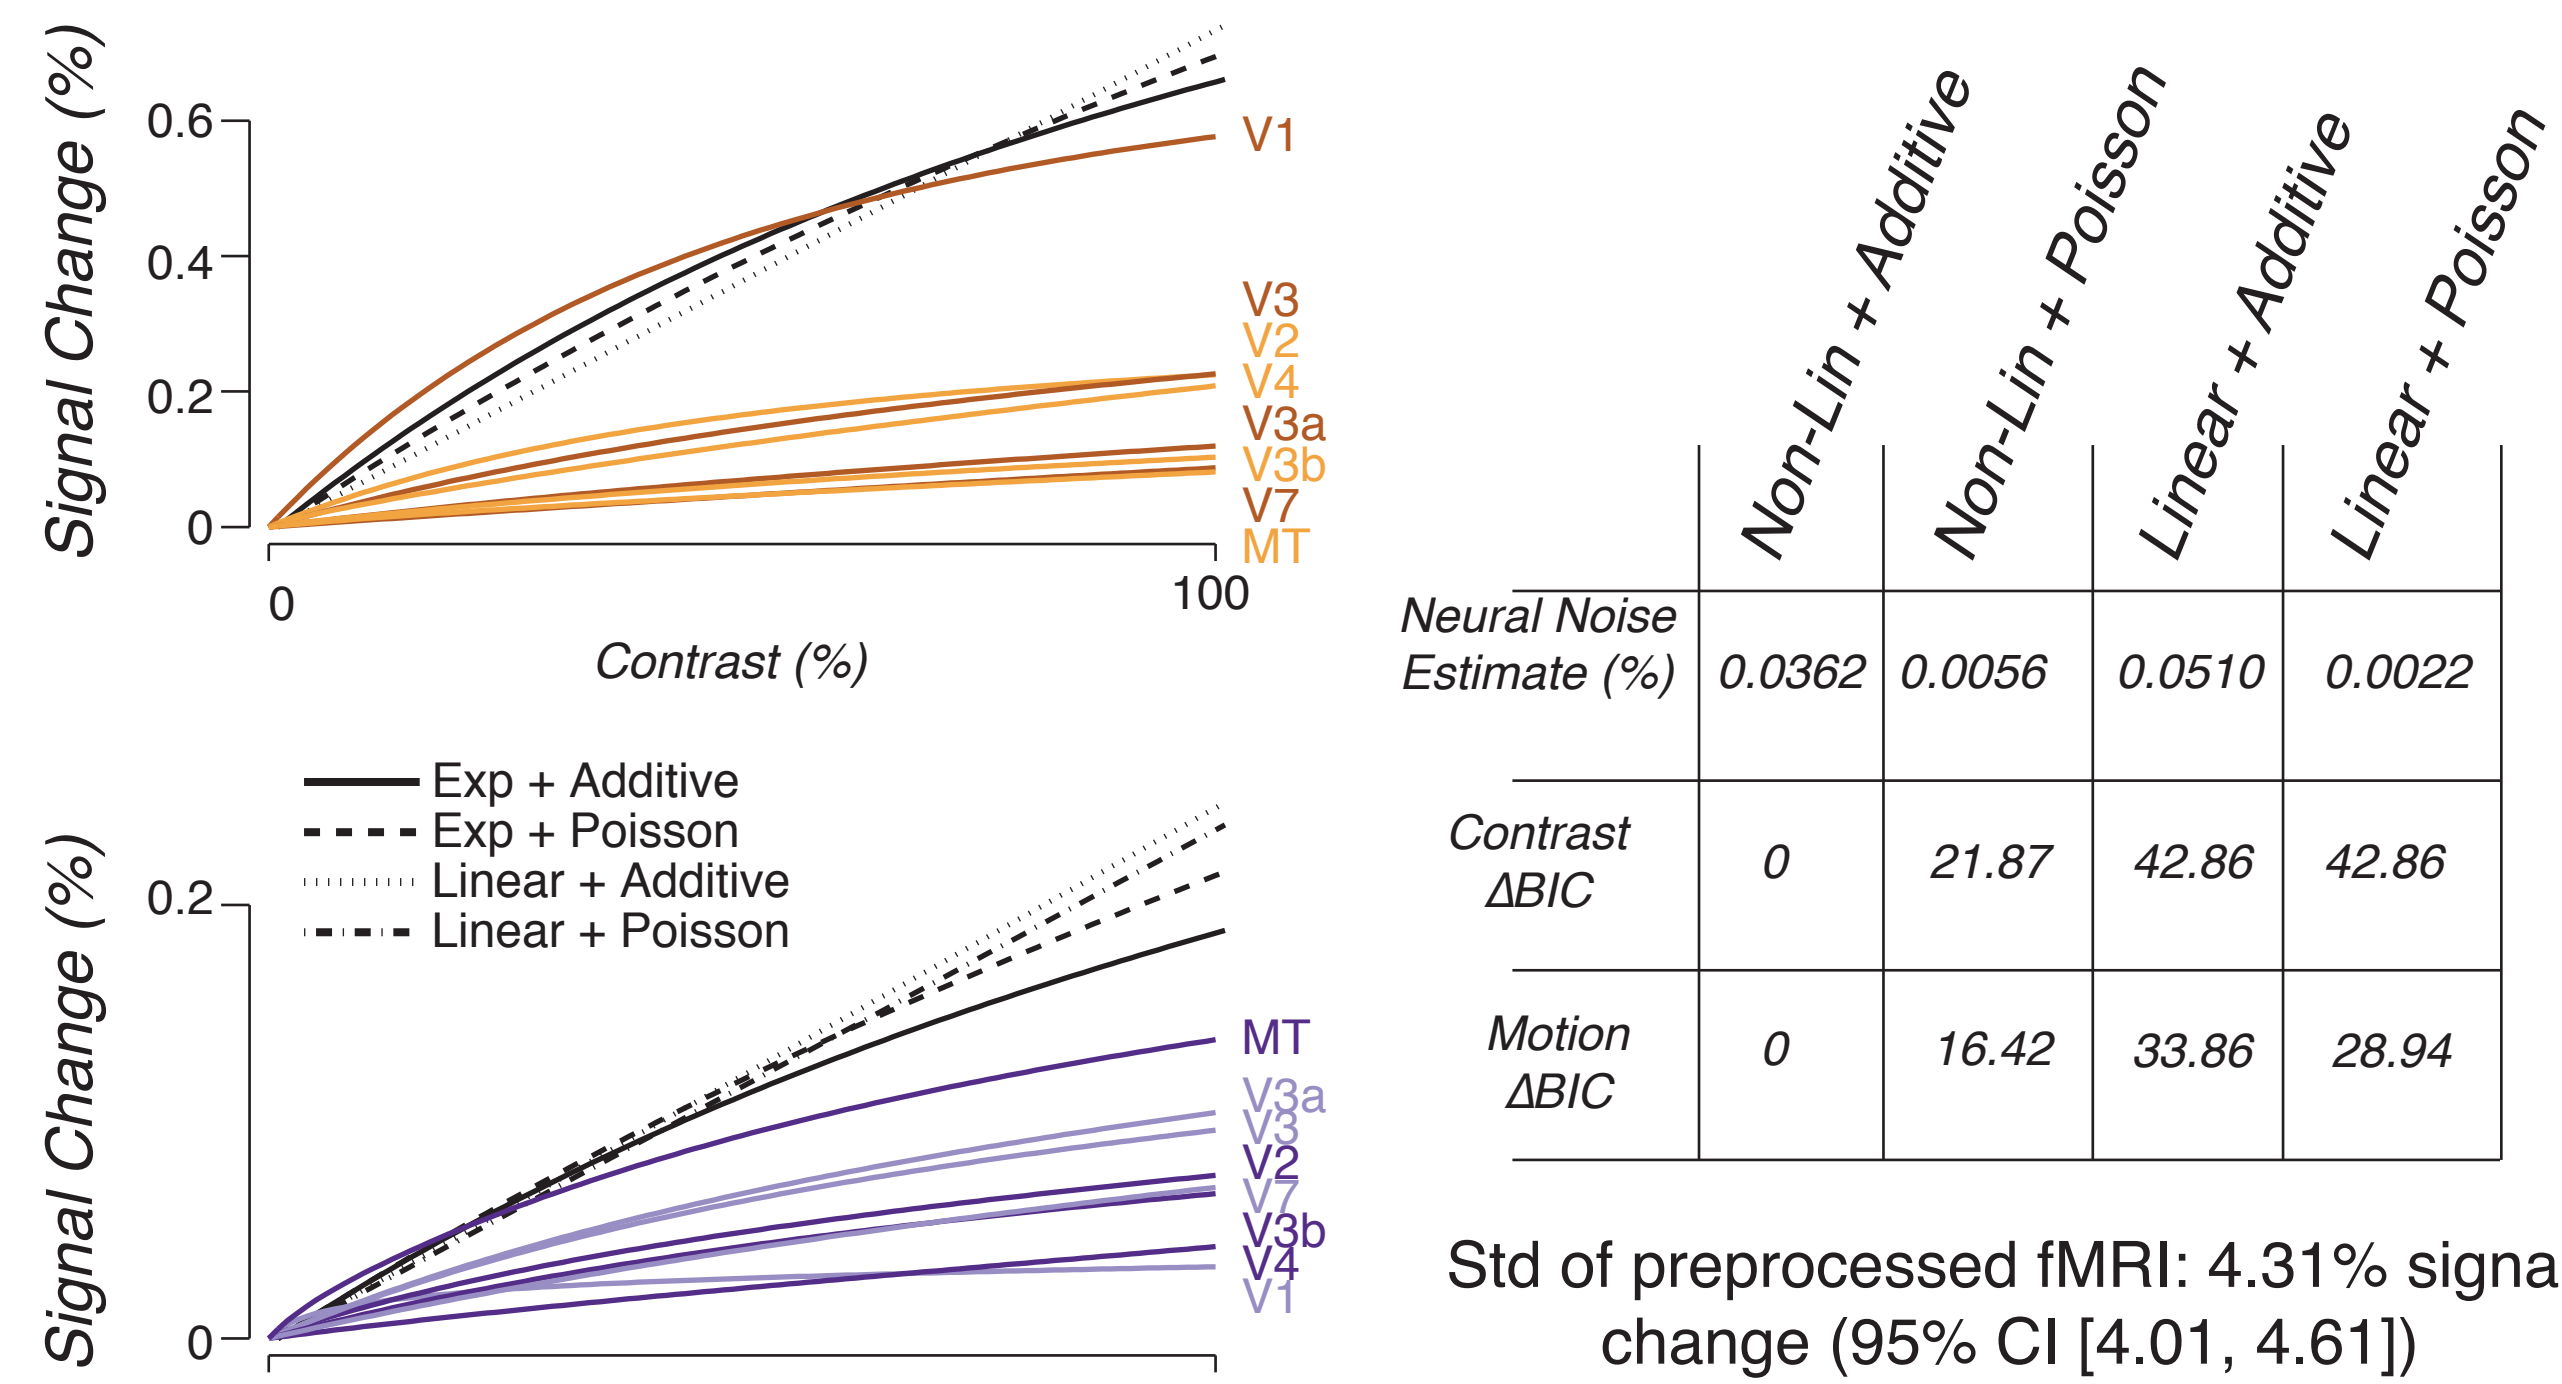 Signal Change (%)
0.6
0.4
0.2
0
0
100
Contrast (%)
V1
V3
V2
V4
V3a
V3b
V7
MT
Exp + Additive
Exp + Poisson
Linear + Additive
Linear + Poisson
Signal Change (%)
0.2
0
MT
V3a
V3
V2
V7
V3b
V4
V1
Non-Lin + Additive
Non-Lin + Poisson
Linear + Additive
Linear + Poisson
Neural Noise
Estimate (%) 0.0362 0.0056 0.0510 0.0022
Contrast
ΔBIC
0 21.87 42.86 42.86
Motion
ΔBIC
0 16.42 33.86 28.94
Std of preprocessed fMRI: 4.31% signa
change (95% CI [4.01, 4.61])